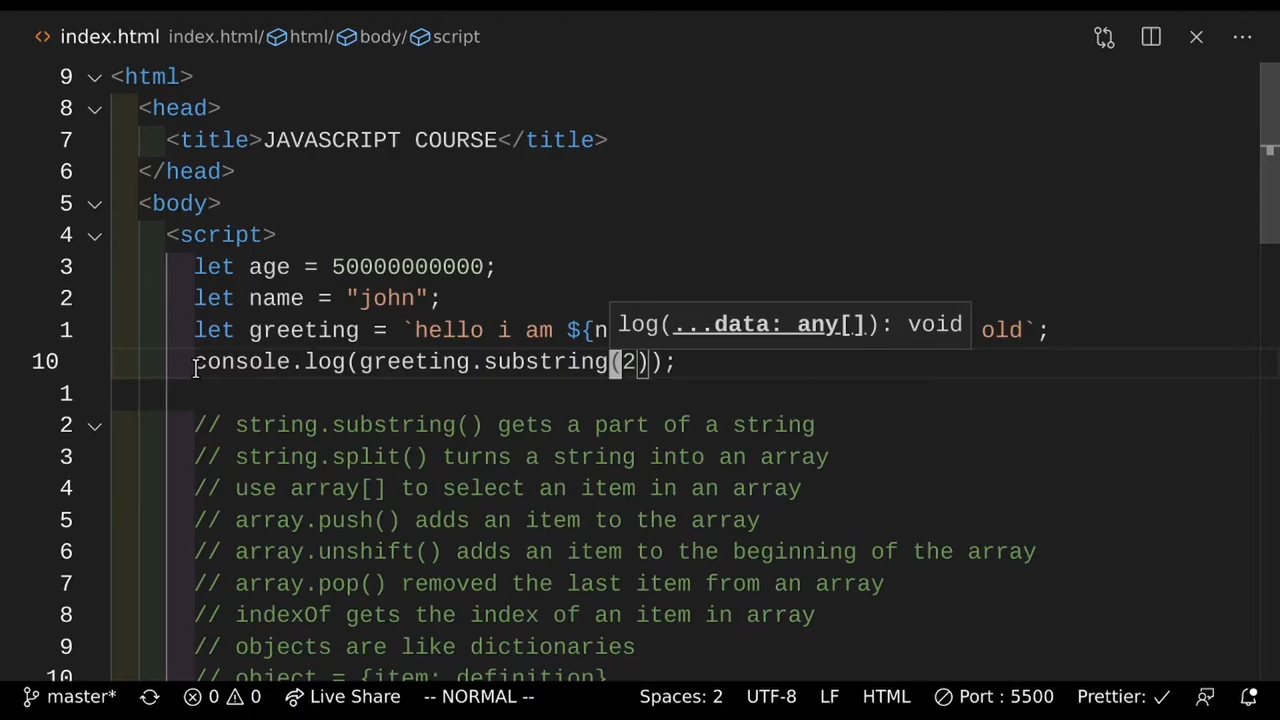 index.html index.html/html/body/script
9 <html>
8 <head>
7 <title>JAVASCRIPT COURSE</title>
6 </head>
5 <body>
4 <script>
3 let age = 50000000000;
2 let name = "john";
1 let greeting = `hello i am ${n old`;
log(...data: any[]): void
10 console.log(greeting.substring(2));
1
2 // string.substring() gets a part of a string
3 // string.split() turns a string into an array
4 // use array[] to select an item in an array
5 // array.push() adds an item to the array
6 // array.unshift() adds an item to the beginning of the array
7 // array.pop() removed the last item from an array
8 // indexOf gets the index of an item in array
9 // objects are like dictionaries
10 // object = {item: definition}
master* 0 0 Live Share -- NORMAL -- Spaces: 2 UTF-8 LF HTML Port : 5500 Prettier: